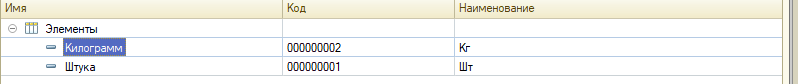 Имя Код Наименование
Элементы
Килограмм 000000002 Кг
Штука 000000001 Шт